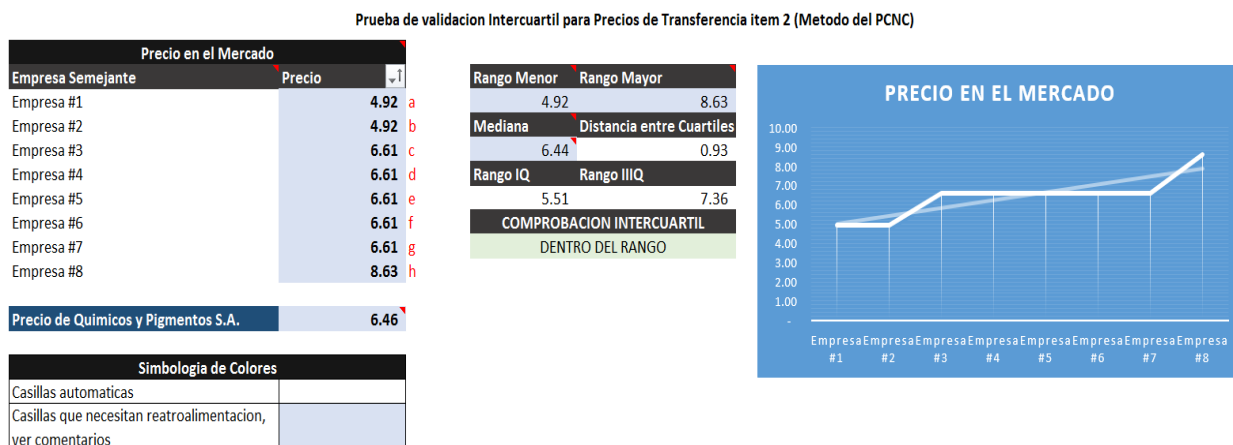 Prueba de validacion Intercuartil para Precios de Transferencia item 2 (Metodo del PCNC)
Precio en el Mercado
Empresa Semejante Precio
Empresa #1 4.92 a
Empresa #2 4.92 b
Empresa #3 6.61 c
Empresa #4 6.61 d
Empresa #5 6.61 e
Empresa #6 6.61 f
Empresa #7 6.61 g
Empresa #8 8.63 h
Precio de Quimicos y Pigmentos S.A. 6.46
Simbologia de Colores
Casillas automaticas
Casillas que necesitan reatroalimentacion,
ver comentarios
Rango Menor Rango Mayor
4.92 8.63
Mediana Distancia entre Cuartiles
6.44 0.93
Rango IQ Rango IIIQ
5.51 7.36
COMPROBACION INTERCUARTIL
DENTRO DEL RANGO
PRECIO EN EL MERCADO
10.00
9.00
8.00
7.00
6.00
5.00
4.00
3.00
2.00
1.00
-
Empresa Empresa Empresa Empresa Empresa Empresa Empresa Empresa
#1 #2 #3 #4 #5 #6 #7 #8